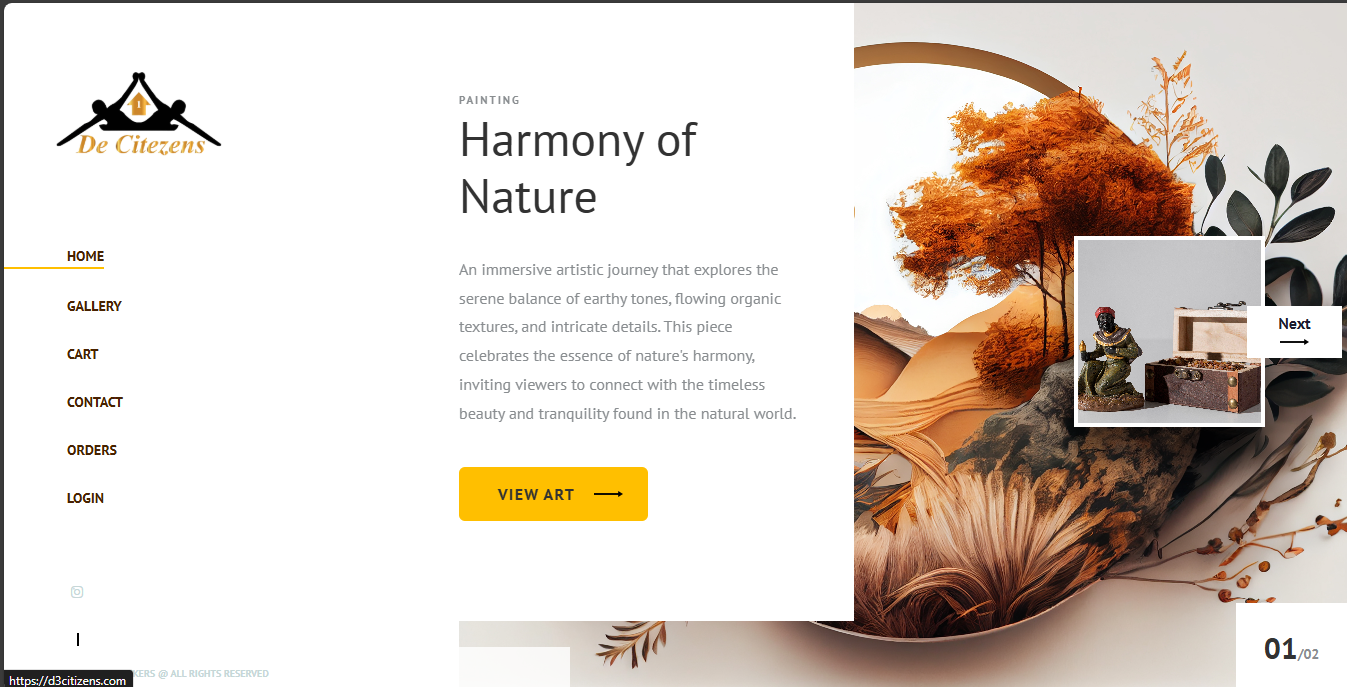 De Citezens
HOME
GALLERY
CART
CONTACT
ORDERS
LOGIN
KERS @ ALL RIGHTS RESERVED
https://d3citizens.com
PAINTING
Harmony of
Nature
An immersive artistic journey that explores the
serene balance of earthy tones, flowing organic
textures, and intricate details. This piece
celebrates the essence of nature's harmony,
inviting viewers to connect with the timeless
beauty and tranquility found in the natural world.
VIEW ART
Next
01/02